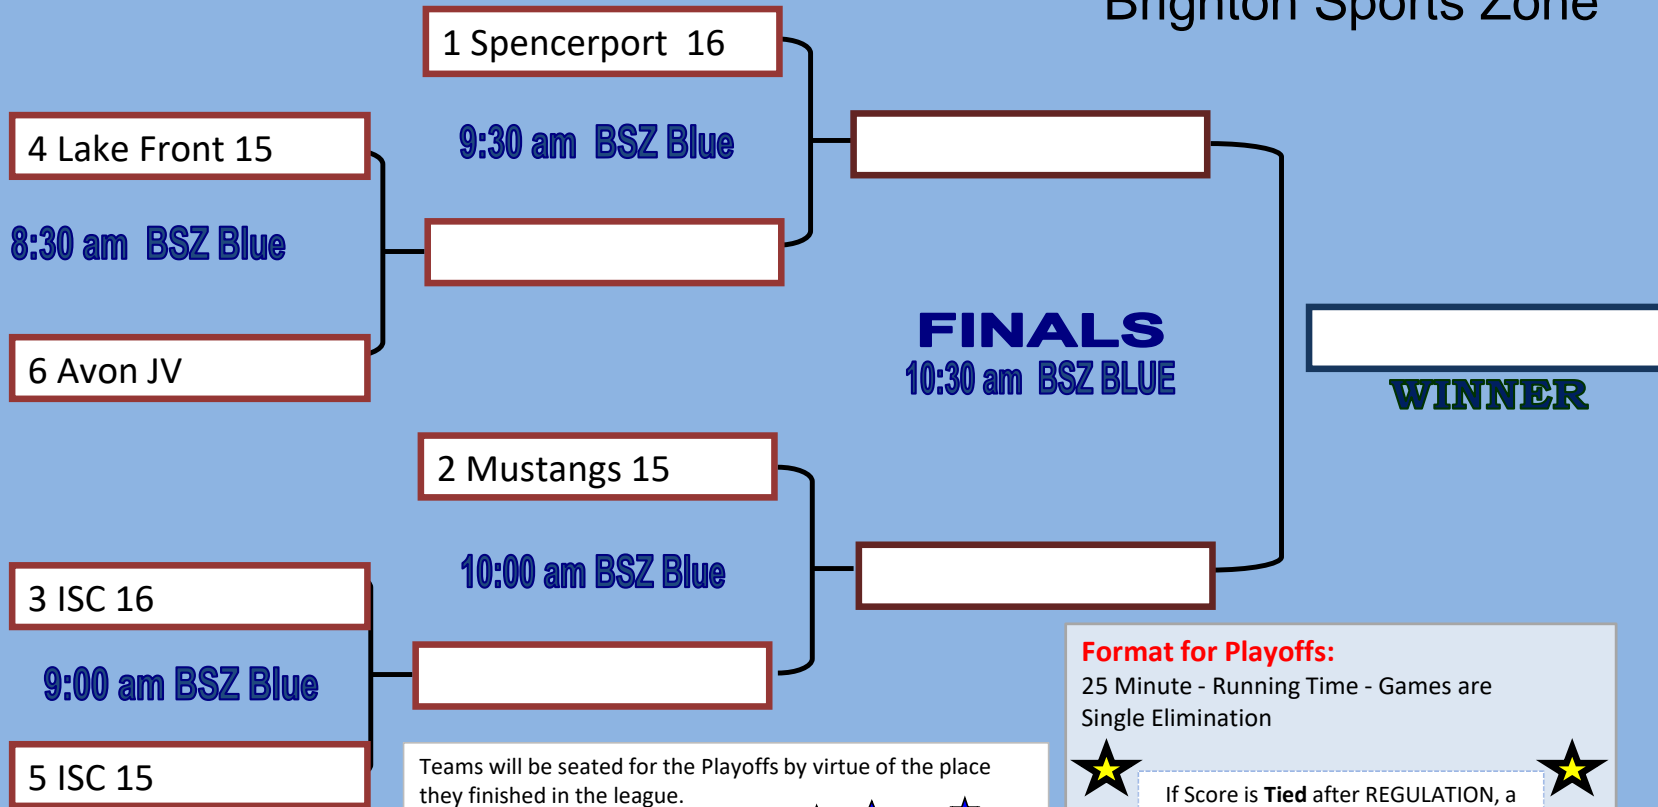 Brighton Sports Zone
1 Spencerport  16
4 Lake Front 15
9:30 am  BSZ Blue
8:30 am  BSZ Blue
FINALS
10:30 am  BSZ BLUE
6 Avon JV
WINNER
2 Mustangs 15
10:00 am BSZ Blue
3 ISC 16
9:00 am BSZ Blue
5 ISC 15
Teams will be seated for the Playoffs by virtue of the place
they finished in the league.
Format for Playoffs:
25 Minute - Running Time - Games are
Single Elimination
If Score is Tied after REGULATION, a